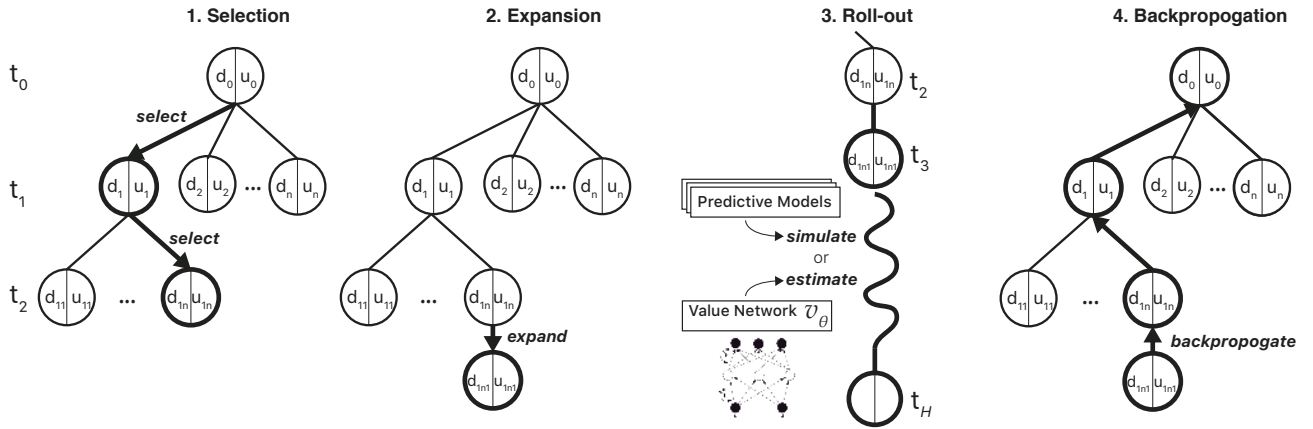 1. Selection
2. Expansion
3. Roll-out
4. Backpropogation
t0
d0 u0
select
t1
d1 u1
d2 u2
...
dn un
select
t2
d11 u11
...
d1n u1n
d0 u0
d1 u1
d2 u2
...
dn un
d11 u11
...
d1n u1n
expand
d1n1 u1n1
d1n u1n
t2
d1n1 u1n1
t3
Predictive Models
simulate
or
estimate
Value Network vθ
tH
d0 u0
d1 u1
d2 u2
...
dn un
d11 u11
...
d1n u1n
backpropogate
d1n1 u1n1